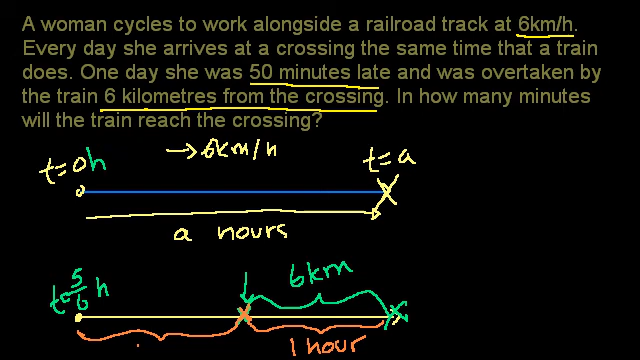 A woman cycles to work alongside a railroad track at 6km/h.
Every day she arrives at a crossing the same time that a train
does. One day she was 50 minutes late and was overtaken by
the train 6 kilometres from the crossing. In how many minutes
will the train reach the crossing?
t=0h → 6km/h t=a
a hours
t=5/6 h 6km
1 hour